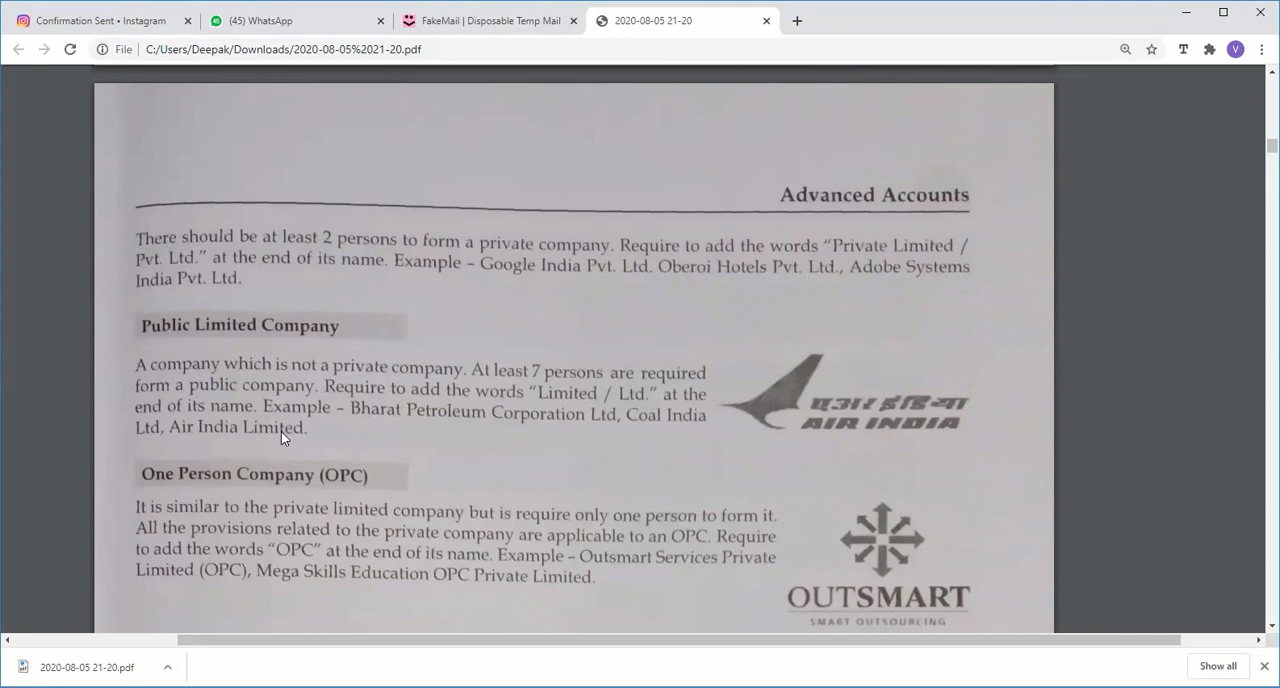 Confirmation Sent • Instagram
(45) WhatsApp
FakeMail | Disposable Temp Mail
2020-08-05 21-20
File
C:/Users/Deepak/Downloads/2020-08-05%2021-20.pdf
T
V
Advanced Accounts
There should be at least 2 persons to form a private company. Require to add the words “Private Limited /
Pvt. Ltd.” at the end of its name. Example – Google India Pvt. Ltd. Oberoi Hotels Pvt. Ltd., Adobe Systems
India Pvt. Ltd.
Public Limited Company
A company which is not a private company. At least 7 persons are required
form a public company. Require to add the words “Limited / Ltd.” at the
end of its name. Example – Bharat Petroleum Corporation Ltd, Coal India
Ltd, Air India Limited.
एअर इंडिया
AIR INDIA
One Person Company (OPC)
It is similar to the private limited company but is require only one person to form it.
All the provisions related to the private company are applicable to an OPC. Require
to add the words “OPC” at the end of its name. Example – Outsmart Services Private
Limited (OPC), Mega Skills Education OPC Private Limited.
OUTSMART
SMART OUTSOURCING
2020-08-05 21-20.pdf
Show all